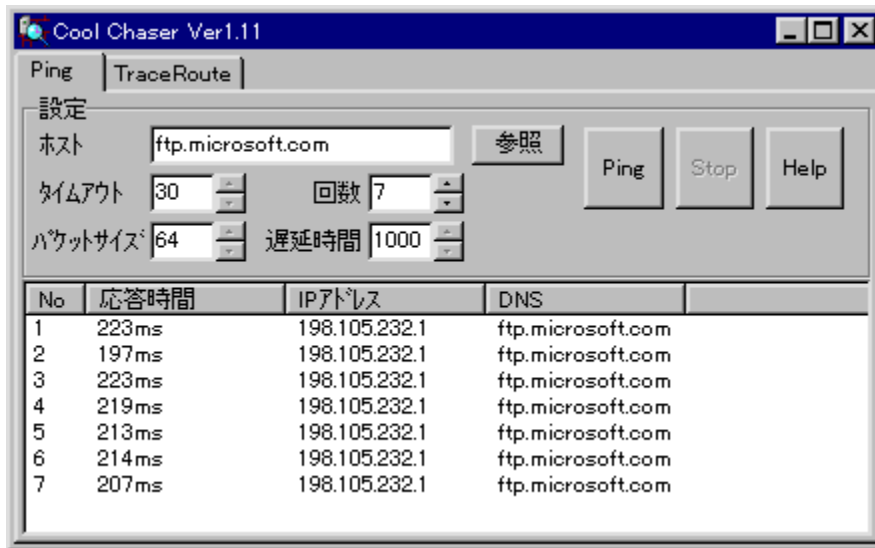 Cool Chaser Ver1.11
Ping TraceRoute
設定
ホスト ftp.microsoft.com 参照 Ping Stop Help
ﾀｲﾑｱｳﾄ 30 回数 7
ﾊﾟｹｯﾄｻｲｽﾞ 64 遅延時間 1000
No 応答時間 IPｱﾄﾞﾚｽ DNS
1 223ms 198.105.232.1 ftp.microsoft.com
2 197ms 198.105.232.1 ftp.microsoft.com
3 223ms 198.105.232.1 ftp.microsoft.com
4 219ms 198.105.232.1 ftp.microsoft.com
5 213ms 198.105.232.1 ftp.microsoft.com
6 214ms 198.105.232.1 ftp.microsoft.com
7 207ms 198.105.232.1 ftp.microsoft.com